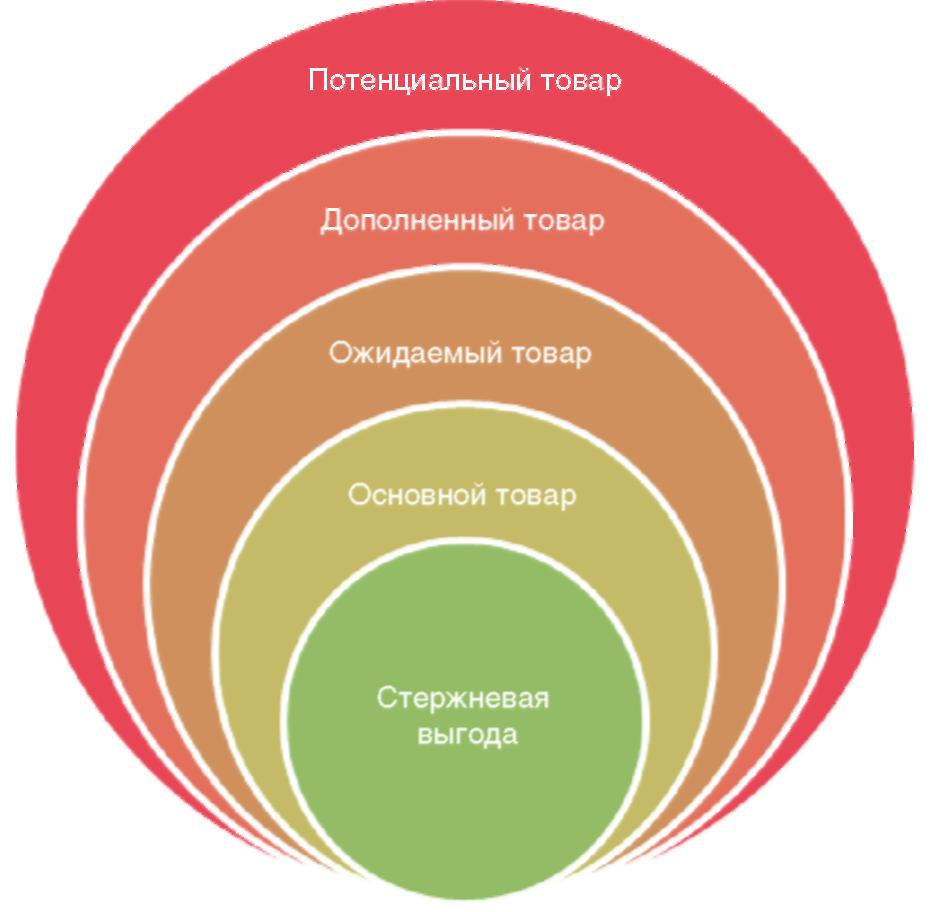 Потенциальный товар
Дополненный товар
Ожидаемый товар
Основной товар
Стержневая
выгода